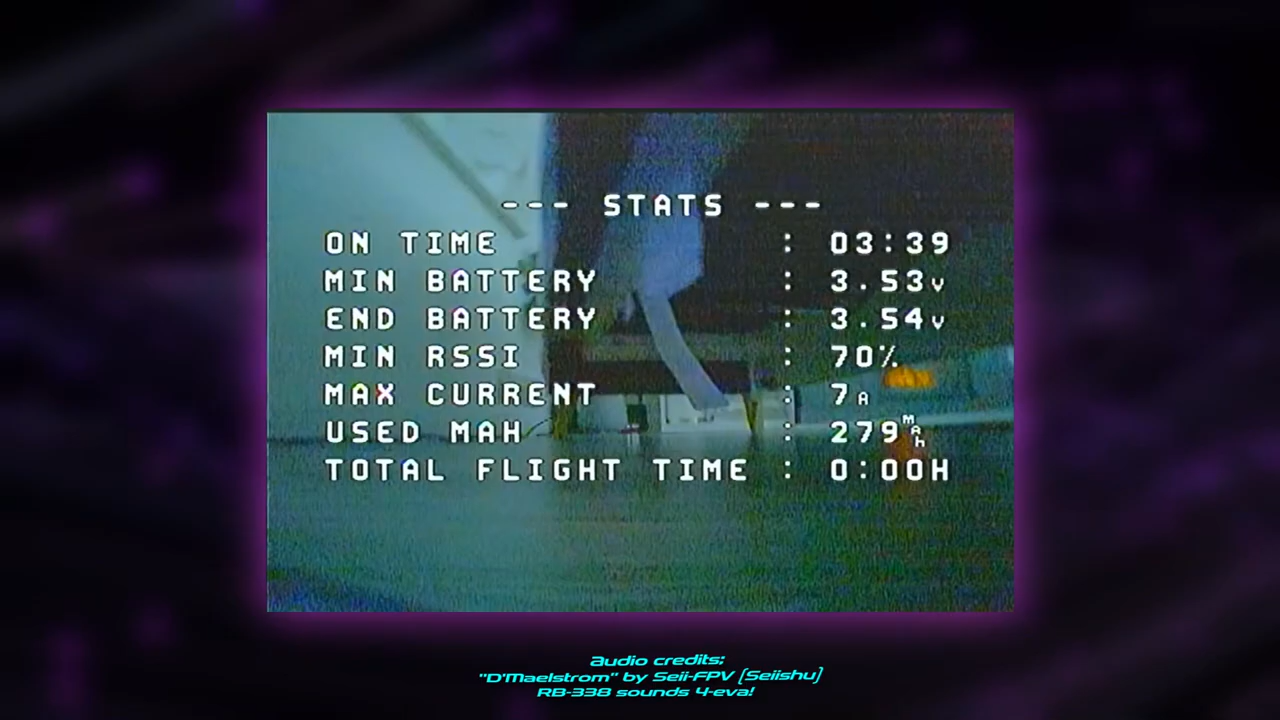 --- STATS ---
ON TIME : 03:39
MIN BATTERY : 3.53V
END BATTERY : 3.54V
MIN RSSI : 70%
MAX CURRENT : 7A
USED MAH : 279mAh
TOTAL FLIGHT TIME : 0:00H
Audio credits:
"D'Maelstrom" by Seii-FPV (Seiishu)
RB-338 sounds 4-eva!